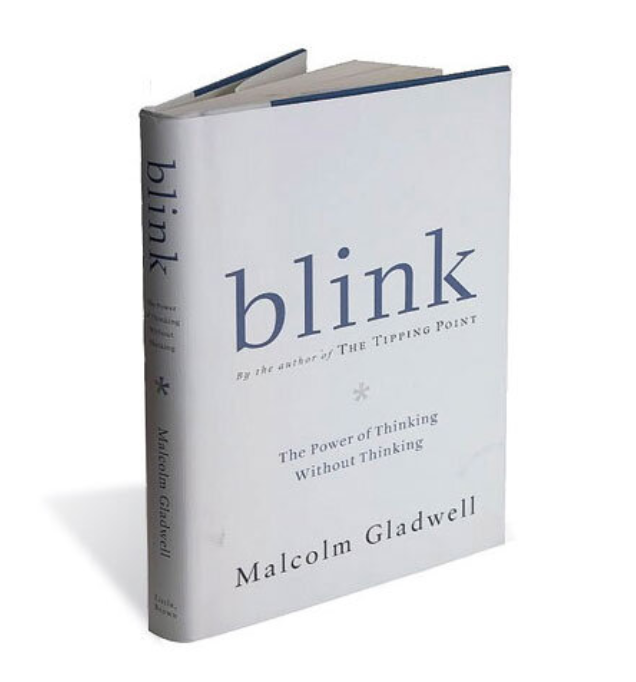 blink
By the author of THE TIPPING POINT
*
The Power of Thinking
Without Thinking
Malcolm Gladwell
blink
The Power
of Thinking
Without
Thinking
*
Malcolm Gladwell
Little,
Brown